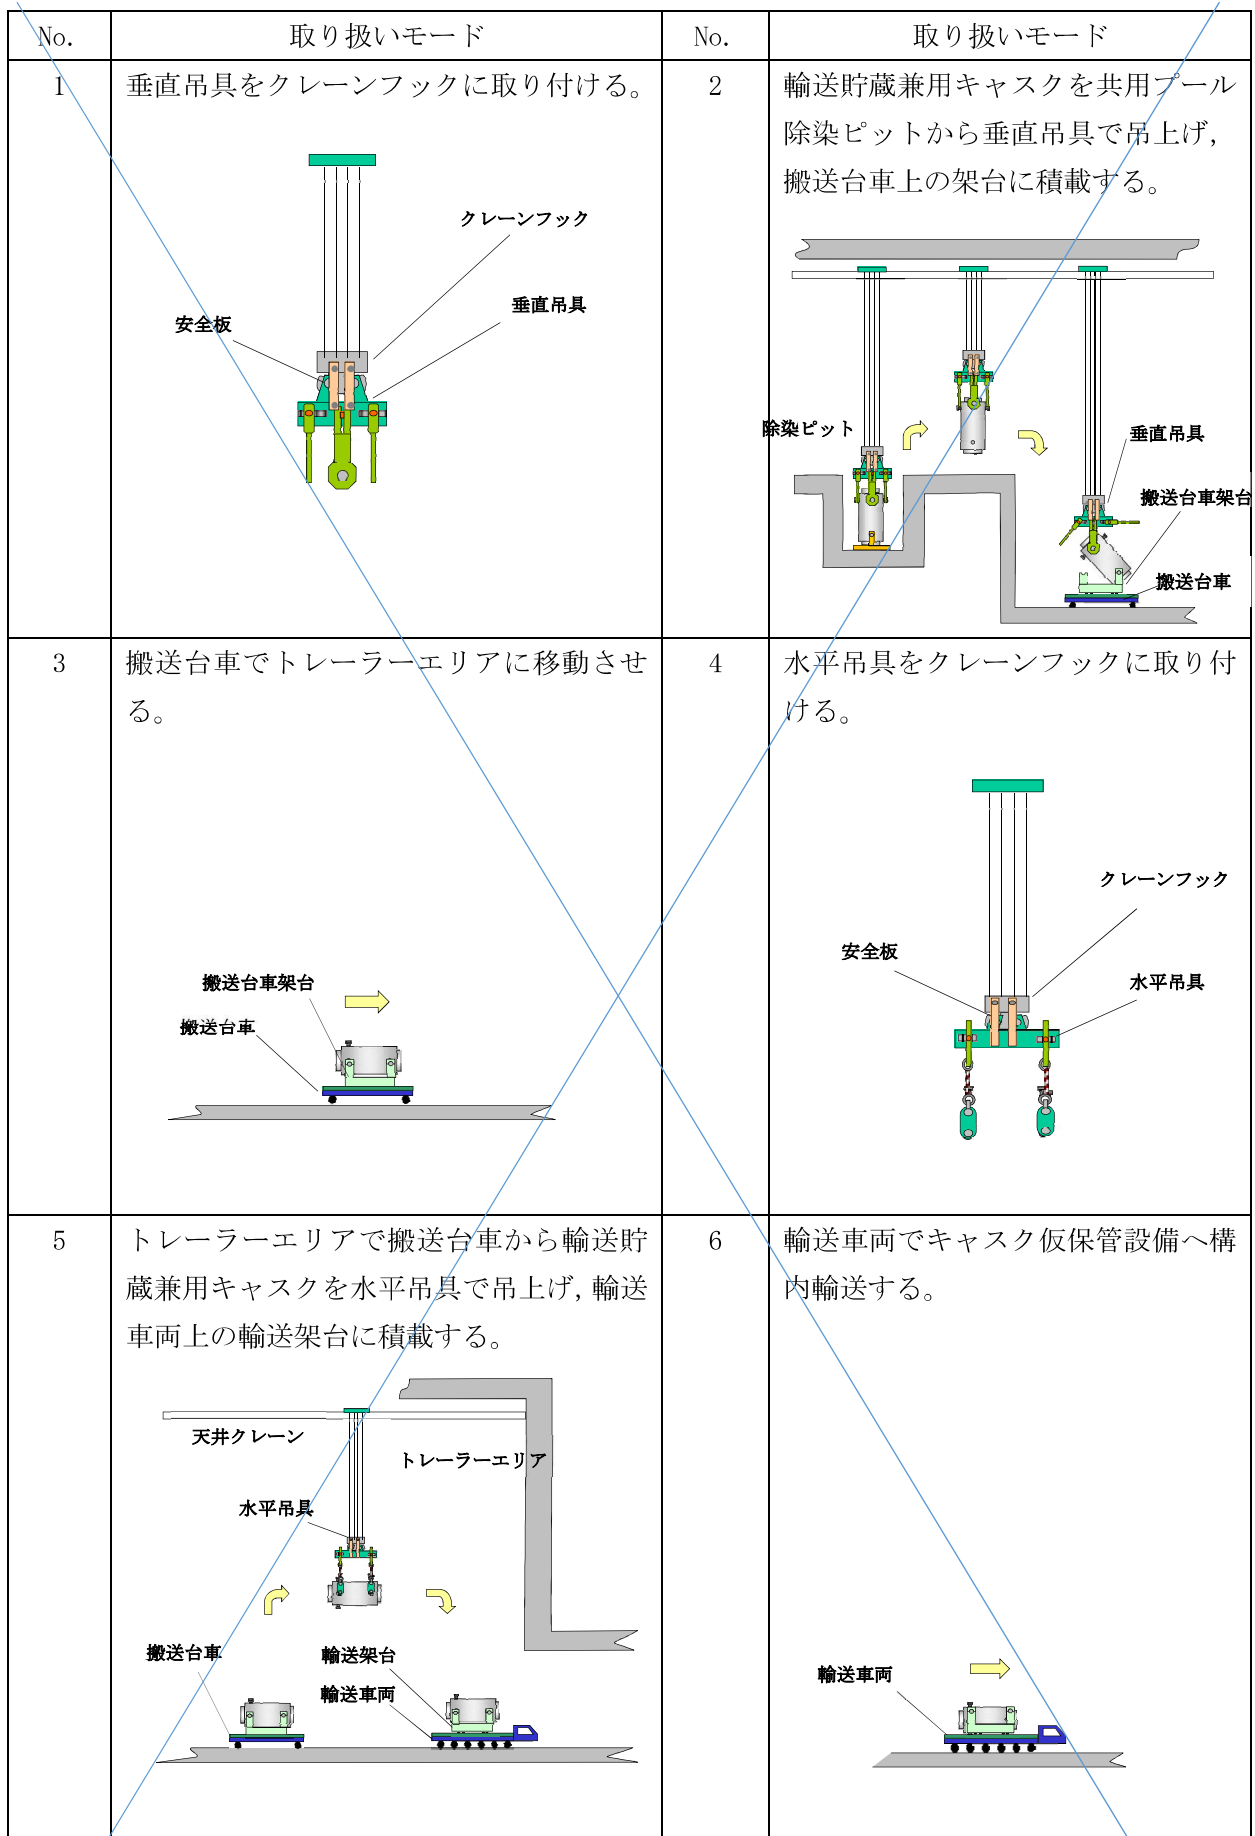 No.
取り扱いモード
No.
取り扱いモード
1
垂直吊具をクレーンフックに取り付ける。
クレーンフック
垂直吊具
安全板
2
輸送貯蔵兼用キャスクを共用プール
除染ピットから垂直吊具で吊上げ,
搬送台車上の架台に積載する。
除染ピット
垂直吊具
搬送台車架台
搬送台車
3
搬送台車でトレーラーエリアに移動させ
る。
搬送台車架台
搬送台車
4
水平吊具をクレーンフックに取り付
ける。
クレーンフック
安全板
水平吊具
5
トレーラーエリアで搬送台車から輸送貯
蔵兼用キャスクを水平吊具で吊上げ,輸送
車両上の輸送架台に積載する。
天井クレーン
トレーラーエリア
水平吊具
搬送台車
輸送架台
輸送車両
6
輸送車両でキャスク仮保管設備へ構
内輸送する。
輸送車両